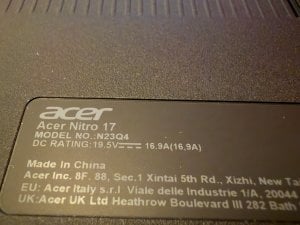 acer
Acer Nitro 17
MODEL NO.:N23Q4
DC RATING:19.5V⎓ 16.9A(16,9A)
Made In China
Acer Inc. 8F. 88, Sec.1 Xintai 5th Rd., Xizhi, New Ta
EU: Acer Italy s.r.l Viale delle Industrie 1/A, 20044
UK:Acer UK Ltd Heathrow Boulevard III 282 Bath